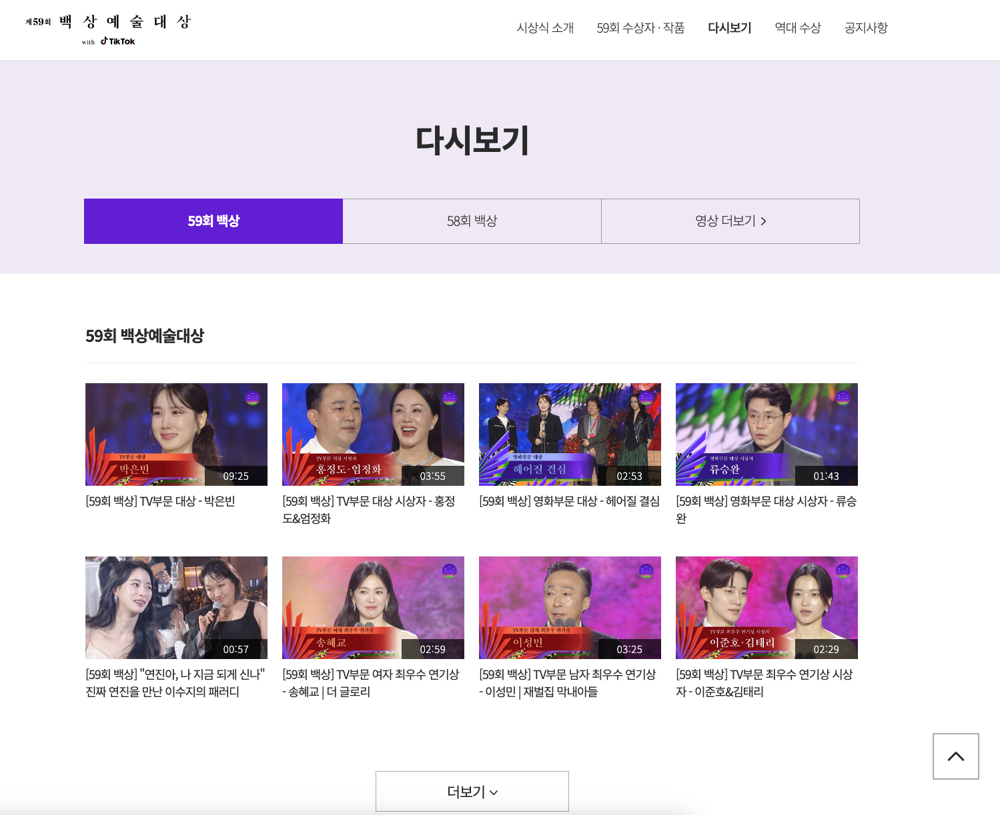 제59회 백상예술대상
with TikTok
시상식 소개
59회 수상자 · 작품
다시보기
역대 수상
공지사항
다시보기
59회 백상
58회 백상
영상 더보기
59회 백상예술대상
TV부문 대상
박은빈
09:25
TV부문 대상 시상자
홍정도·엄정화
03:55
영화부문 대상
헤어질 결심
02:53
영화부문 대상 시상자
류승완
01:43
[59회 백상] TV부문 대상 - 박은빈
[59회 백상] TV부문 대상 시상자 - 홍정
도&엄정화
[59회 백상] 영화부문 대상 - 헤어질 결심
[59회 백상] 영화부문 대상 시상자 - 류승
완
00:57
TV부문 여자 최우수 연기상
송혜교
02:59
TV부문 남자 최우수 연기상
이성민
03:25
TV부문 최우수 연기상 시상자
이준호·김태리
02:29
[59회 백상] "연진아, 나 지금 되게 신나"
진짜 연진을 만난 이수지의 패러디
[59회 백상] TV부문 여자 최우수 연기상
- 송혜교 | 더 글로리
[59회 백상] TV부문 남자 최우수 연기상
- 이성민 | 재벌집 막내아들
[59회 백상] TV부문 최우수 연기상 시상
자 - 이준호&김태리
더보기